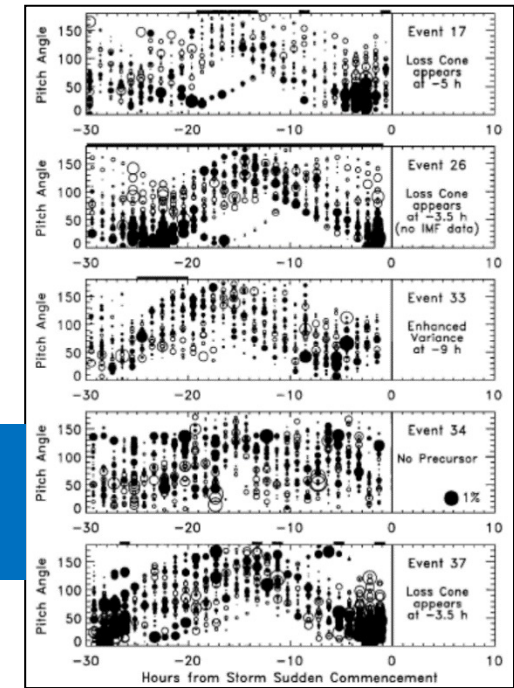 Pitch Angle
150
100
50
0
Event 17
Loss Cone
appears
at -5 h
-30 -20 -10 0 10
Pitch Angle
150
100
50
0
Event 26
Loss Cone
appears
at -3.5 h
(no IMF data)
-30 -20 -10 0 10
Pitch Angle
150
100
50
0
Event 33
Enhanced
Variance
at -9 h
-30 -20 -10 0 10
Pitch Angle
150
100
50
0
Event 34
No Precursor
1%
-30 -20 -10 0 10
Pitch Angle
150
100
50
0
Event 37
Loss Cone
appears
at -3.5 h
-30 -20 -10 0 10
Hours from Storm Sudden Commencement